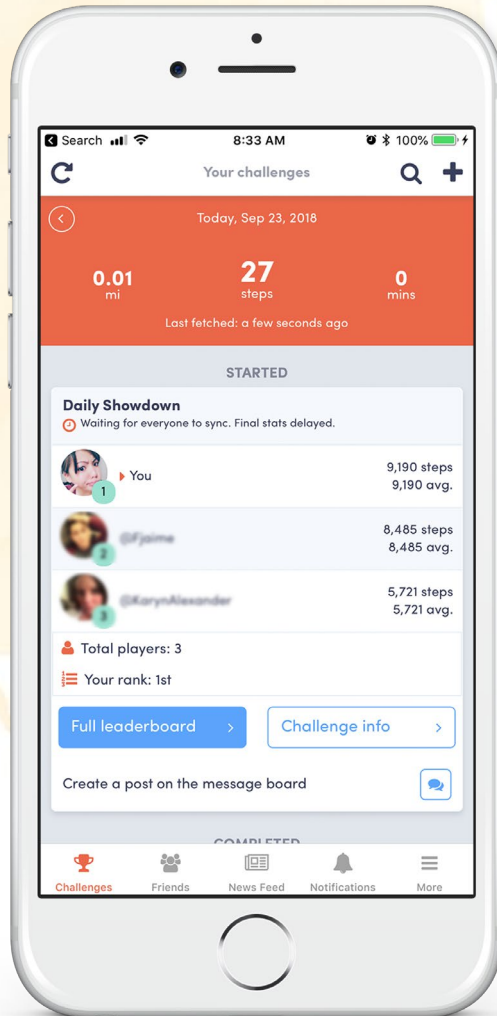 Search 8:33 AM 100%
Your challenges
Today, Sep 23, 2018
0.01 27 0
mi steps mins
Last fetched: a few seconds ago
STARTED
Daily Showdown
Waiting for everyone to sync. Final stats delayed.
You 9,190 steps
1 9,190 avg.
@Fjaime 8,485 steps
2 8,485 avg.
@KarynAlexander 5,721 steps
3 5,721 avg.
Total players: 3
Your rank: 1st
Full leaderboard > Challenge info >
Create a post on the message board
COMPLETED
Challenges Friends News Feed Notifications More